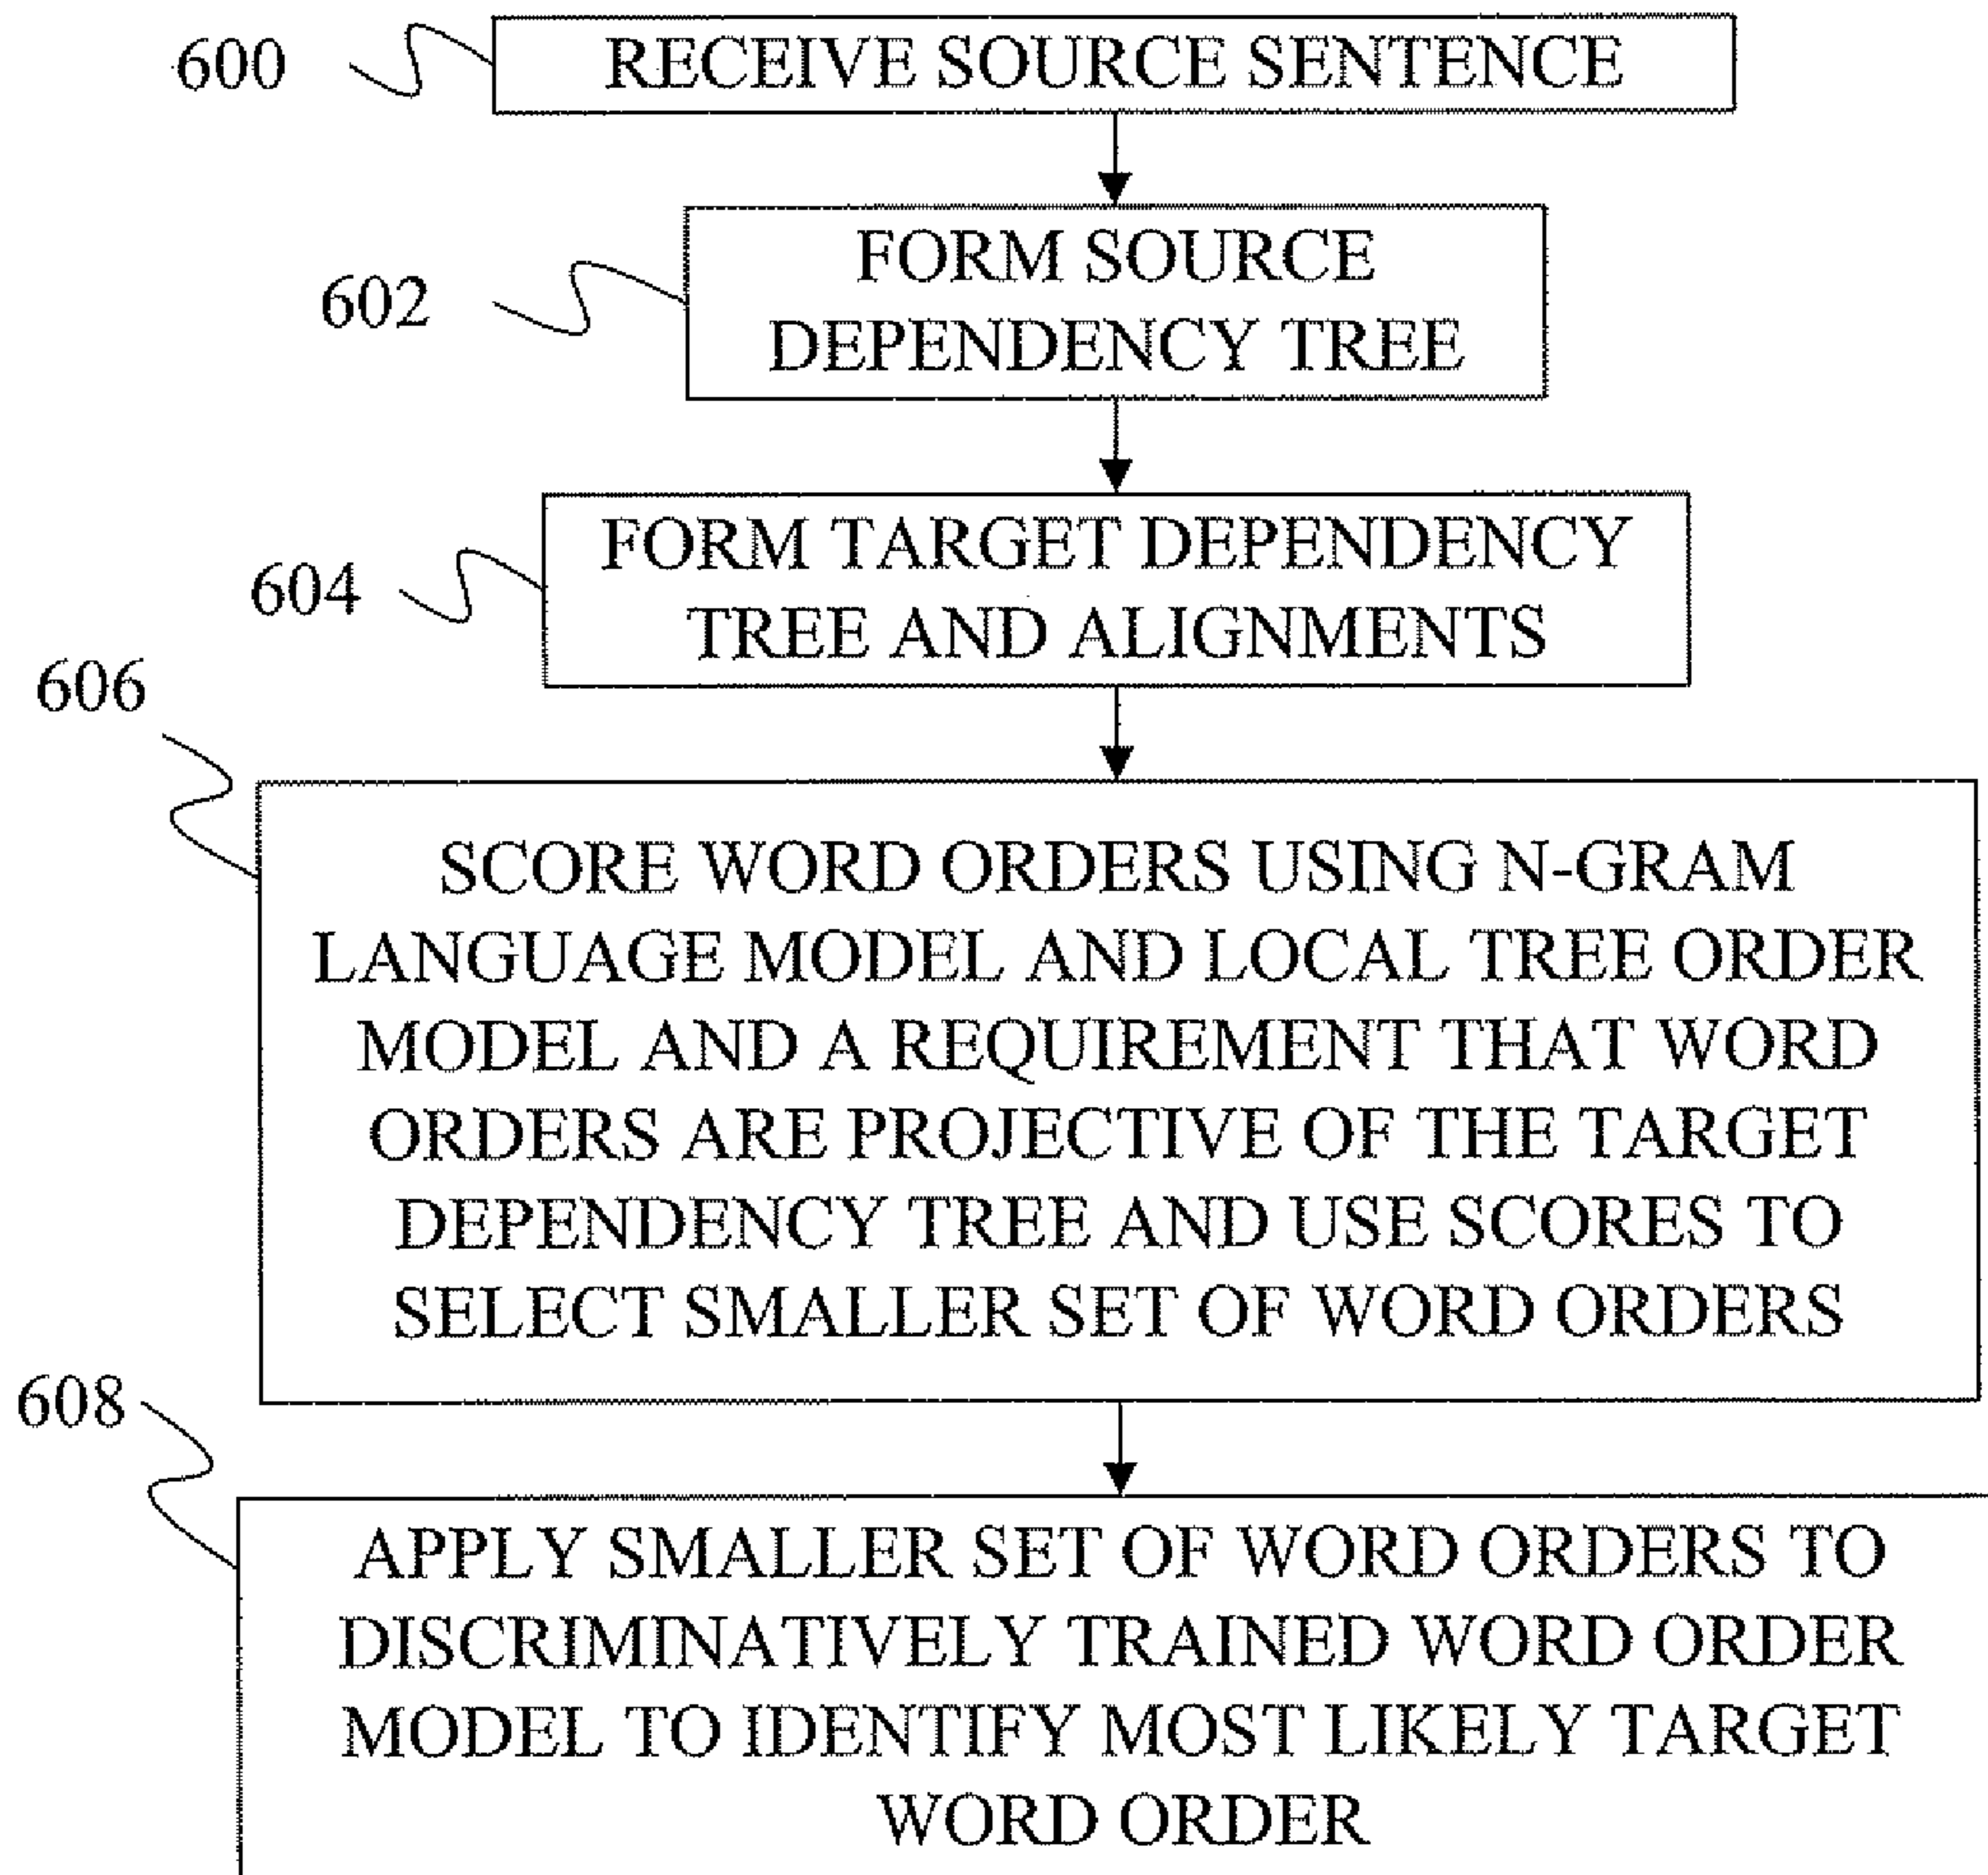 600
RECEIVE SOURCE SENTENCE
602
FORM SOURCE
DEPENDENCY TREE
604
FORM TARGET DEPENDENCY
TREE AND ALIGNMENTS
606
SCORE WORD ORDERS USING N-GRAM
LANGUAGE MODEL AND LOCAL TREE ORDER
MODEL AND A REQUIREMENT THAT WORD
ORDERS ARE PROJECTIVE OF THE TARGET
DEPENDENCY TREE AND USE SCORES TO
SELECT SMALLER SET OF WORD ORDERS
608
APPLY SMALLER SET OF WORD ORDERS TO
DISCRIMINATIVELY TRAINED WORD ORDER
MODEL TO IDENTIFY MOST LIKELY TARGET
WORD ORDER